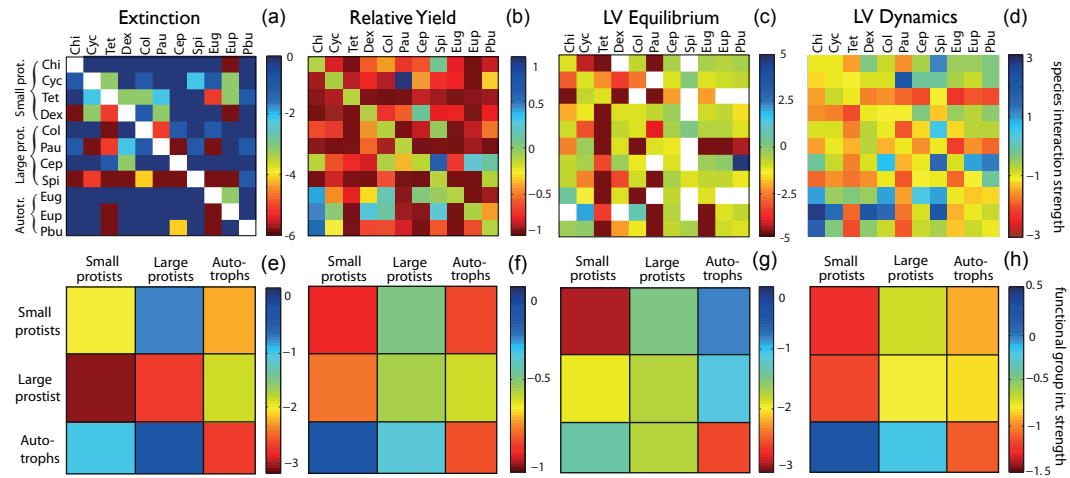 Extinction (a) Relative Yield (b) LV Equilibrium (c) LV Dynamics (d)
Chi Cyc Tet Dex Col Pau Cep Spi Eug Eup Pbu
Chi Cyc Tet Dex Col Pau Cep Spi Eug Eup Pbu
Chi Cyc Tet Dex Col Pau Cep Spi Eug Eup Pbu
Chi Cyc Tet Dex Col Pau Cep Spi Eug Eup Pbu
Small prot.
Chi
Cyc
Tet
Dex
Large prot.
Col
Pau
Cep
Spi
Autotr.
Eug
Eup
Pbu
0
-2
-4
-6
1
0.5
0
-0.5
-1
5
2.5
0
-2.5
-5
3
1
-1
-3
species interaction strength
(e) (f) (g) (h)
Small protists Large protists Auto-trophs
Small protists Large protists Auto-trophs
Small protists Large protists Auto-trophs
Small protists Large protists Auto-trophs
Small
protists
Large
prostist
Auto-
trophs
0
-1
-2
-3
0
-0.5
-1
0
-1
-2
-3
0.5
0
-0.5
-1
-1.5
functional group int. strength